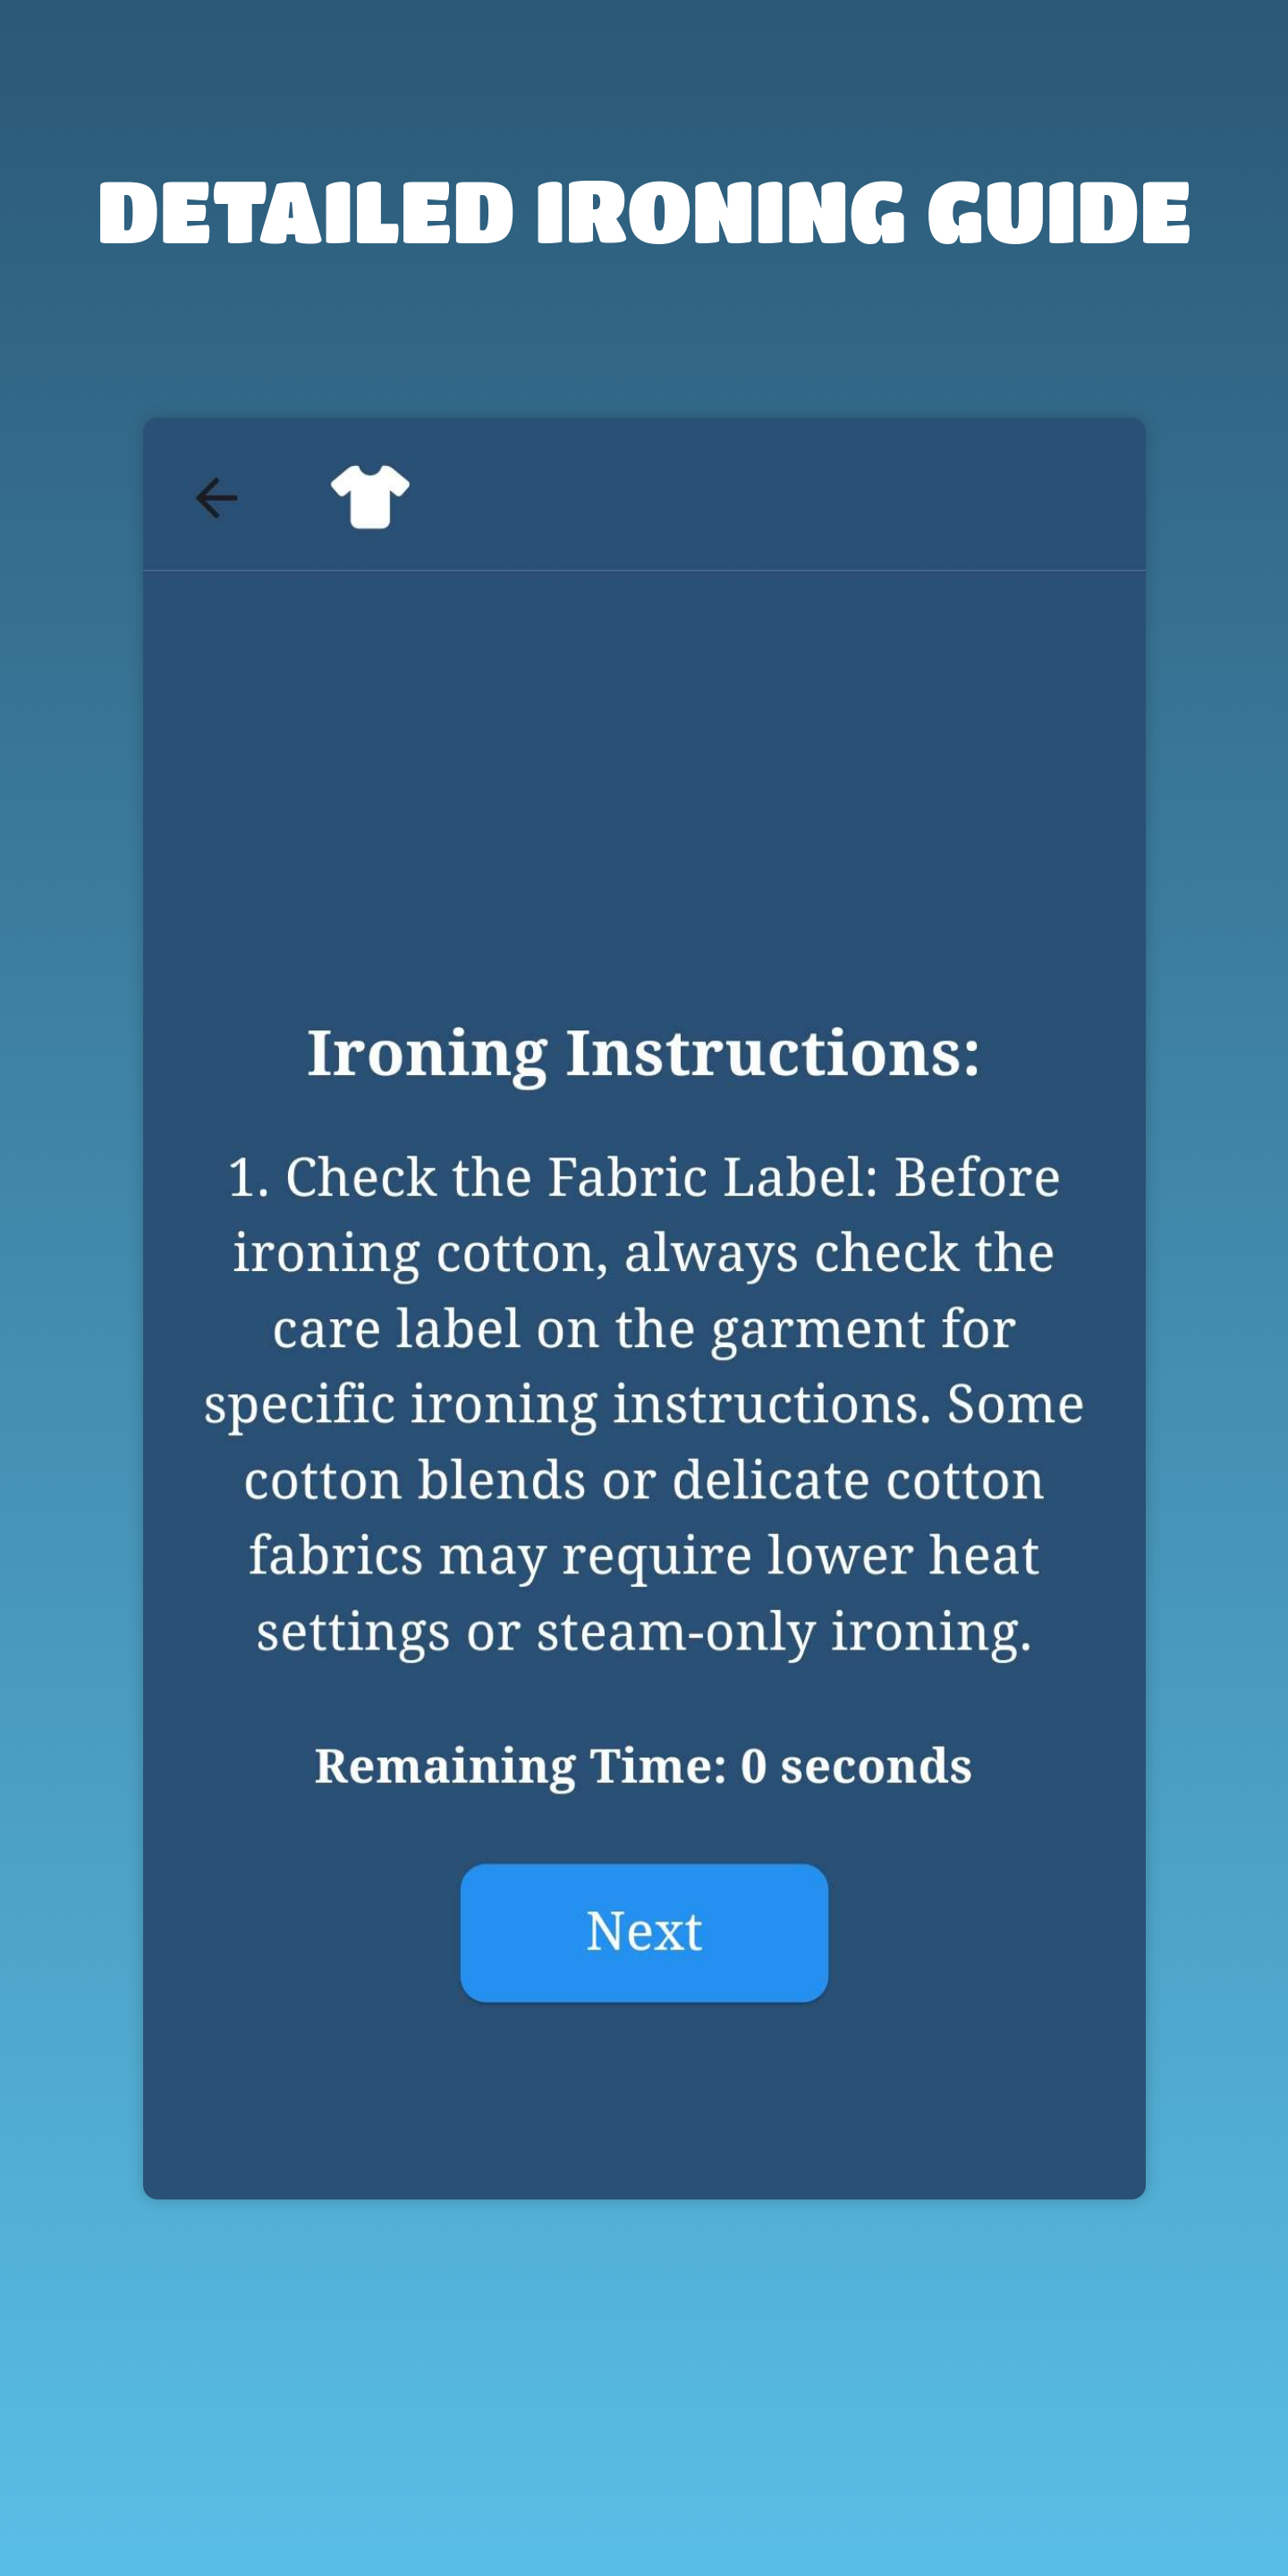 DETAILED IRONING GUIDE
Ironing Instructions:
1. Check the Fabric Label: Before
ironing cotton, always check the
care label on the garment for
specific ironing instructions. Some
cotton blends or delicate cotton
fabrics may require lower heat
settings or steam-only ironing.
Remaining Time: 0 seconds
Next